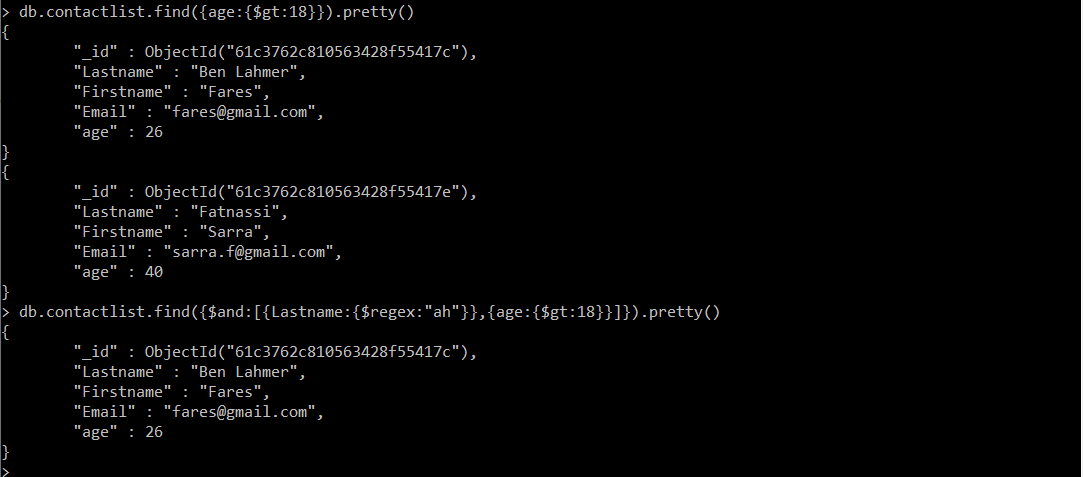 > db.contactlist.find({age:{$gt:18}}).pretty()
{
        "_id" : ObjectId("61c3762c810563428f55417c"),
        "Lastname" : "Ben Lahmer",
        "Firstname" : "Fares",
        "Email" : "fares@gmail.com",
        "age" : 26
}
{
        "_id" : ObjectId("61c3762c810563428f55417e"),
        "Lastname" : "Fatnassi",
        "Firstname" : "Sarra",
        "Email" : "sarra.f@gmail.com",
        "age" : 40
}
> db.contactlist.find({$and:[{Lastname:{$regex:"ah"}},{age:{$gt:18}}]}).pretty()
{
        "_id" : ObjectId("61c3762c810563428f55417c"),
        "Lastname" : "Ben Lahmer",
        "Firstname" : "Fares",
        "Email" : "fares@gmail.com",
        "age" : 26
}
>